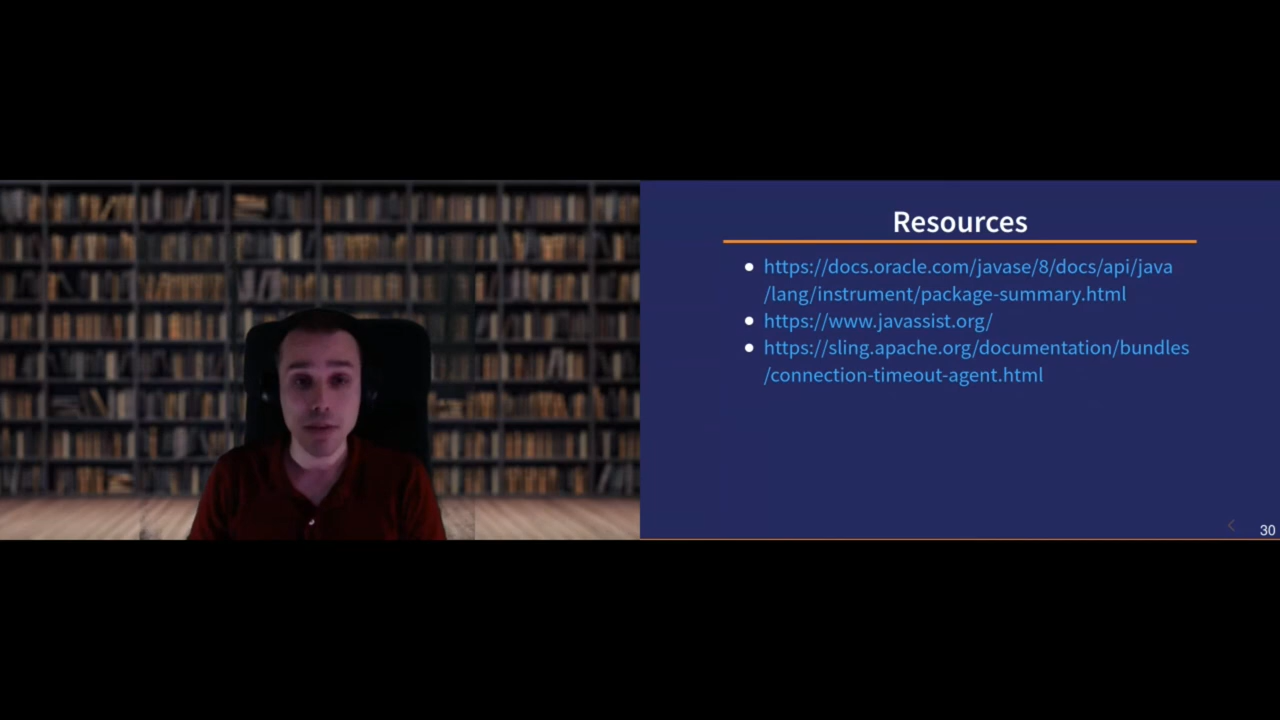 Resources
https://docs.oracle.com/javase/8/docs/api/java
/lang/instrument/package-summary.html
https://www.javassist.org/
https://sling.apache.org/documentation/bundles
/connection-timeout-agent.html
30